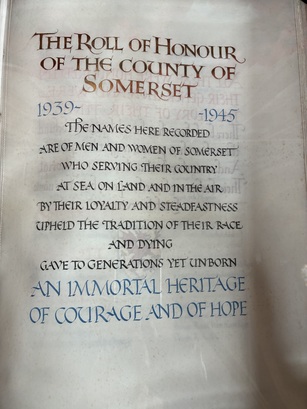 THE ROLL OF HONOUR
OF THE COUNTY OF
SOMERSET
1939- -1945
THE NAMES HERE RECORDED
ARE OF MEN AND WOMEN OF SOMERSET
WHO SERVING THEIR COUNTRY
AT SEA ON LAND AND IN THE AIR
BY THEIR LOYALTY AND STEADFASTNESS
UPHELD THE TRADITION OF THEIR RACE
AND DYING
GAVE TO GENERATIONS YET UNBORN
AN IMMORTAL HERITAGE
OF COURAGE AND OF HOPE